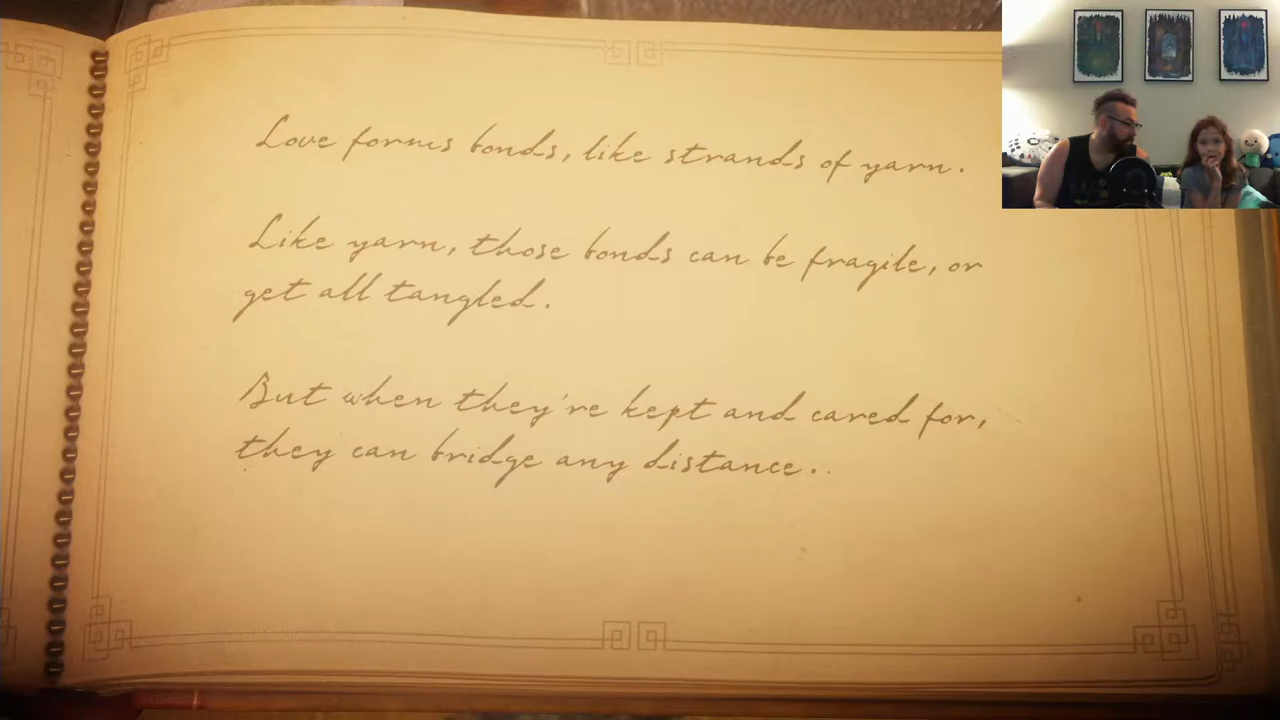 Love forms bonds, like strands of yarn.
Like yarn, those bonds can be fragile, or
get all tangled.
But when they're kept and cared for,
they can bridge any distance..